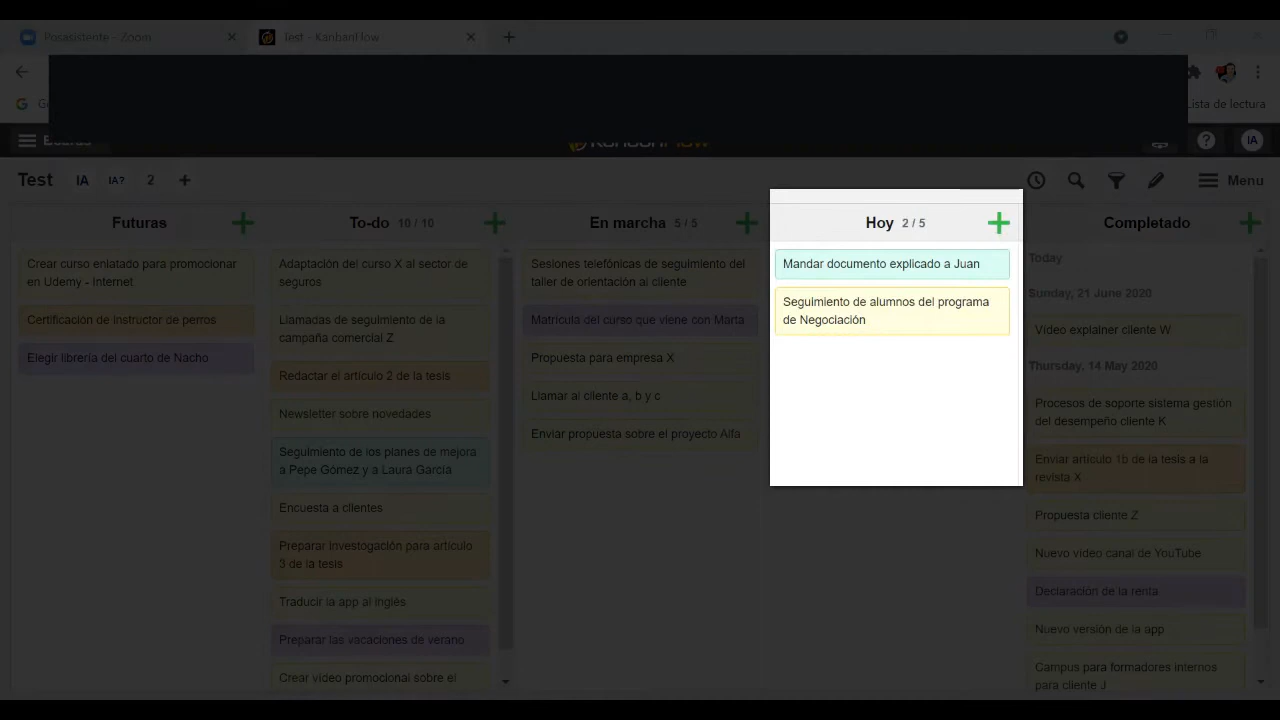 Posasistente - Zoom
Test - KanbanFlow
Lista de lectura
Boards
KanbanFlow
IA
Test
IA
IA?
2
Menu
Futuras
Crear curso enlatado para promocionar
en Udemy - Internet
Certificación de instructor de perros
Elegir librería del cuarto de Nacho
To-do 10 / 10
Adaptación del curso X al sector de
seguros
Llamadas de seguimiento de la
campaña comercial Z
Redactar el artículo 2 de la tesis
Newsletter sobre novedades
Seguimiento de los planes de mejora
a Pepe Gómez y a Laura García
Encuesta a clientes
Preparar investogación para artículo
3 de la tesis
Traducir la app al inglés
Preparar las vacaciones de verano
Crear vídeo promocional sobre el
En marcha 5 / 5
Sesiones telefónicas de seguimiento del
taller de orientación al cliente
Matrícula del curso que viene con Marta
Propuesta para empresa X
Llamar al cliente a, b y c
Enviar propuesta sobre el proyecto Alfa
Hoy 2 / 5
Mandar documento explicado a Juan
Seguimiento de alumnos del programa
de Negociación
Completado
Today
Sunday, 21 June 2020
Vídeo explainer cliente W
Thursday, 14 May 2020
Procesos de soporte sistema gestión
del desempeño cliente K
Enviar artículo 1b de la tesis a la
revista X
Propuesta cliente Z
Nuevo vídeo canal de YouTube
Declaración de la renta
Nuevo versión de la app
Campus para formadores internos
para cliente J